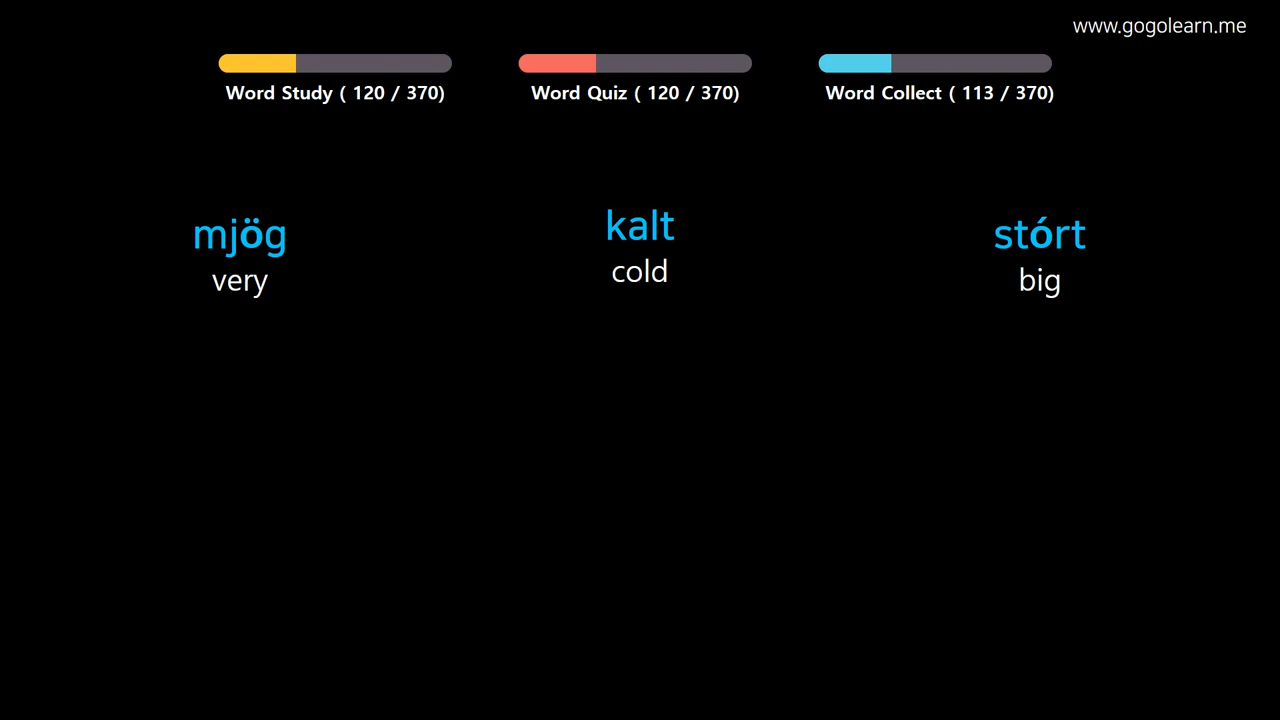 www.gogolearn.me
Word Study ( 120 / 370)
Word Quiz ( 120 / 370)
Word Collect ( 113 / 370)
mjög
very
kalt
cold
stórt
big